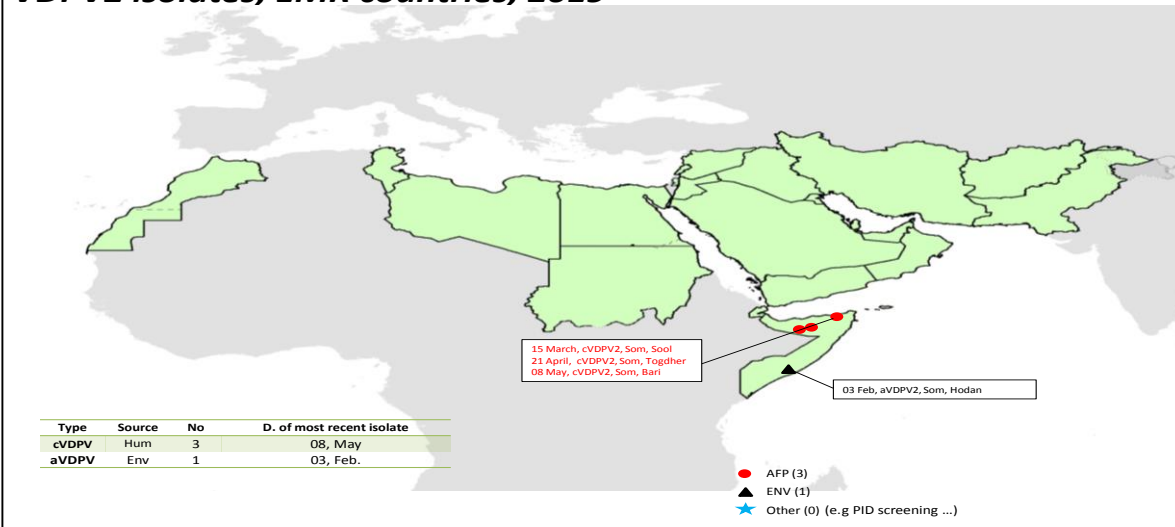 VDPV2 isolates, EMR countries, 2019
15 March, cVDPV2, Som, Sool
21 April, cVDPV2, Som, Togdher
08 May, cVDPV2, Som, Bari
03 Feb, aVDPV2, Som, Hodan
Type Source No D. of most recent isolate
cVDPV Hum 3 08, May
aVDPV Env 1 03, Feb.
AFP (3)
ENV (1)
Other (0) (e.g PID screening ...)